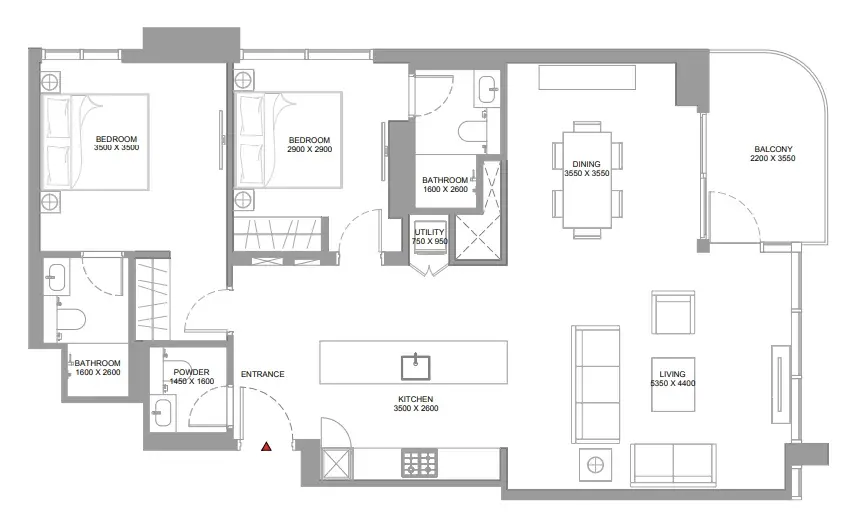 BEDROOM
3500 X 3500
BEDROOM
2900 X 2900
BATHROOM
1600 X 2600
UTILITY
750 X 950
DINING
3550 X 3550
BALCONY
2200 X 3550
BATHROOM
1600 X 2600
POWDER
1450 X 1600
ENTRANCE
KITCHEN
3500 X 2600
LIVING
5350 X 4400